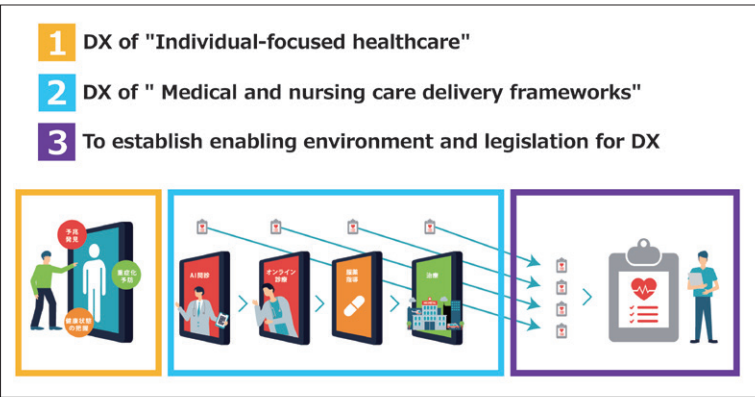 1 DX of "Individual-focused healthcare"
2 DX of " Medical and nursing care delivery frameworks"
3 To establish enabling environment and legislation for DX
予兆
発見
重症化
予防
健康状態
の把握
AI問診
オンライン
診療
服薬
指導
治療